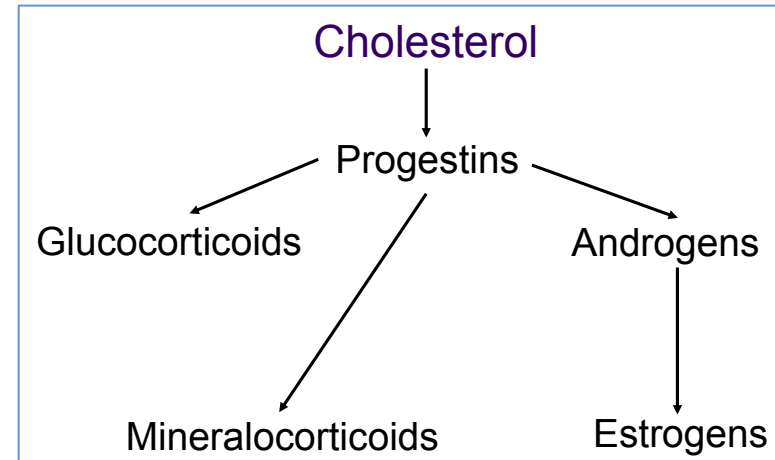 Cholesterol
Progestins
Glucocorticoids
Androgens
Mineralocorticoids
Estrogens